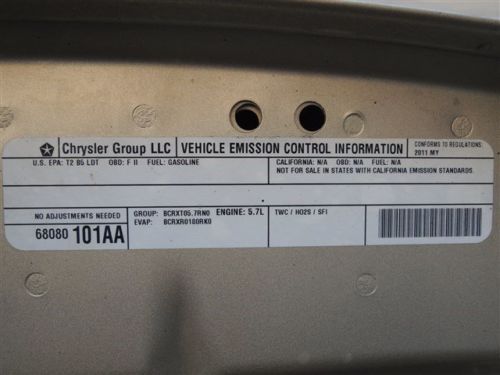 Chrysler Group LLC
VEHICLE EMISSION CONTROL INFORMATION
CONFORMS TO REGULATIONS
2011 MY
U.S. EPA: T2 B5 LDT OBD: F II FUEL: GASOLINE
CALIFORNIA: N/A OBD: N/A FUEL: N/A
NOT FOR SALE IN STATES WITH CALIFORNIA EMISSION STANDARDS.
NO ADJUSTMENTS NEEDED
68080 101AA
GROUP: BCRXT05.7RN0 ENGINE: 5.7L
EVAP: BCRXR0180RK0
TWC / HO2S / SFI